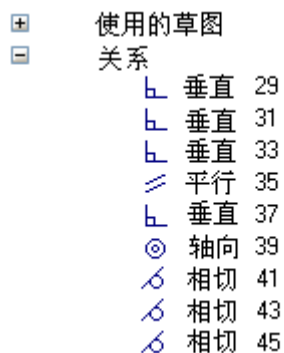 使用的草图
关系
垂直 29
垂直 31
垂直 33
平行 35
垂直 37
轴向 39
相切 41
相切 43
相切 45